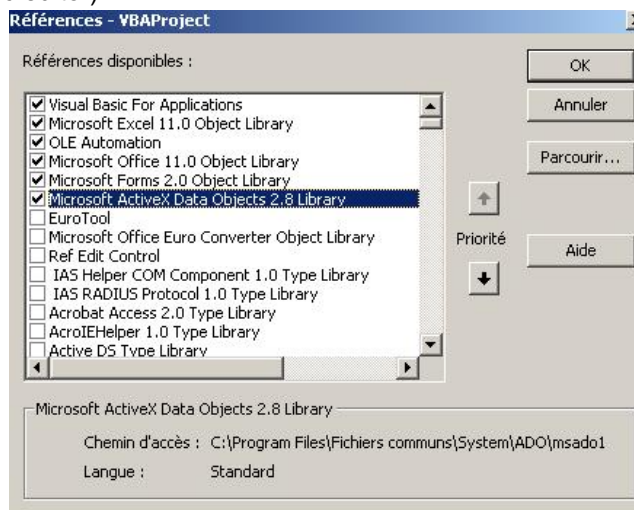 Références - VBAProject
Références disponibles :
OK
Annuler
Parcourir...
Aide
Priorité
Visual Basic For Applications
Microsoft Excel 11.0 Object Library
OLE Automation
Microsoft Office 11.0 Object Library
Microsoft Forms 2.0 Object Library
Microsoft ActiveX Data Objects 2.8 Library
EuroTool
Microsoft Office Euro Converter Object Library
Ref Edit Control
IAS Helper COM Component 1.0 Type Library
IAS RADIUS Protocol 1.0 Type Library
Acrobat Access 2.0 Type Library
AcroIEHelper 1.0 Type Library
Active DS Type Library
Microsoft ActiveX Data Objects 2.8 Library
Chemin d'accès : C:\Program Files\Fichiers communs\System\ADO\msado1
Langue : Standard